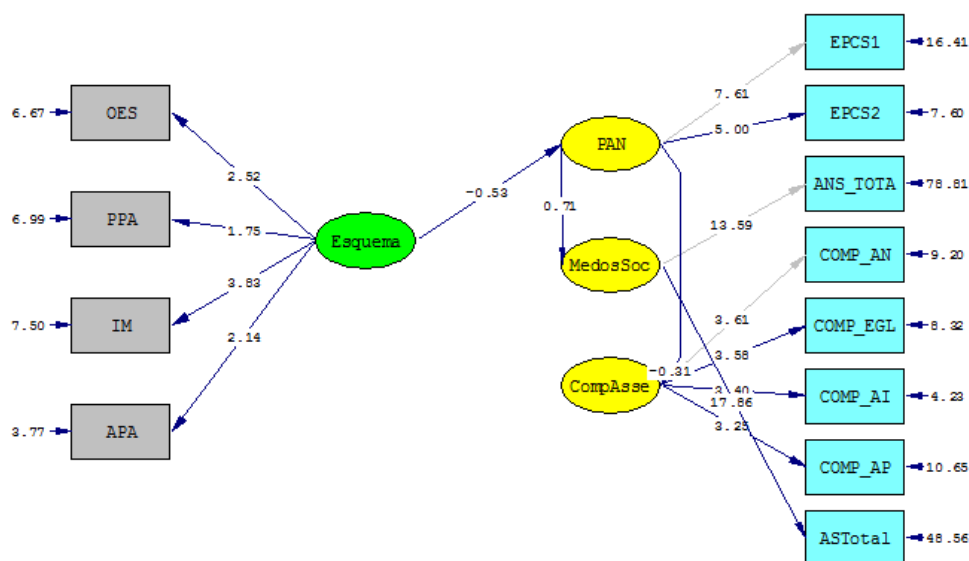 EPCS1
16.41
OES
6.67
7.61
EPCS2
7.60
5.00
PAN
2.52
ANS_TOTA
78.81
-0.53
PPA
6.99
1.75
0.71
13.59
Esquema
COMP_AN
9.20
MedosSoc
3.83
IM
7.50
3.61
COMP_EGL
8.32
2.14
3.58
-0.31
CompAsse
3.40
COMP_AI
4.23
17.86
3.25
APA
3.77
COMP_AP
10.65
ASTotal
48.56